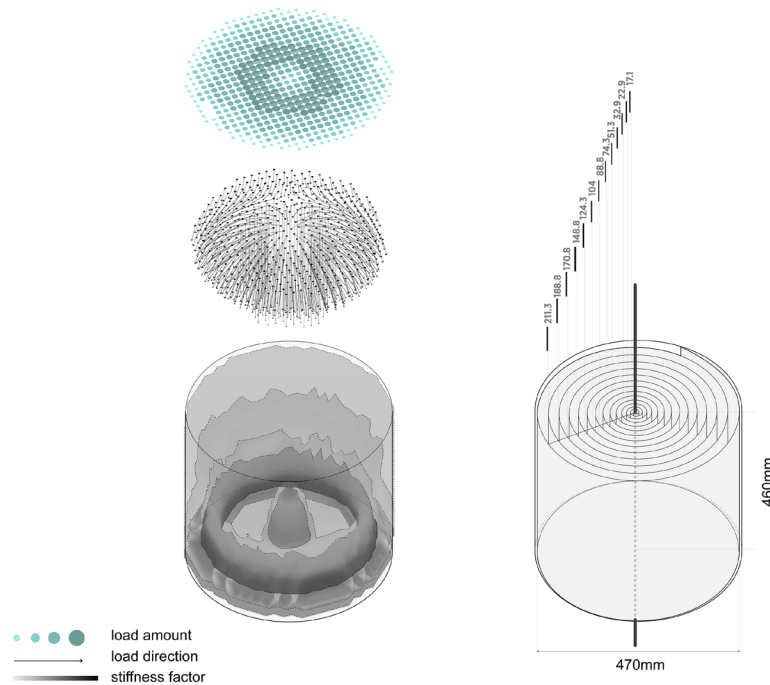 17.1
22.9
32.9
51.3
74.3
88.8
104
124.3
148.8
170.8
188.8
211.3
460mm
470mm
load amount
load direction
stiffness factor